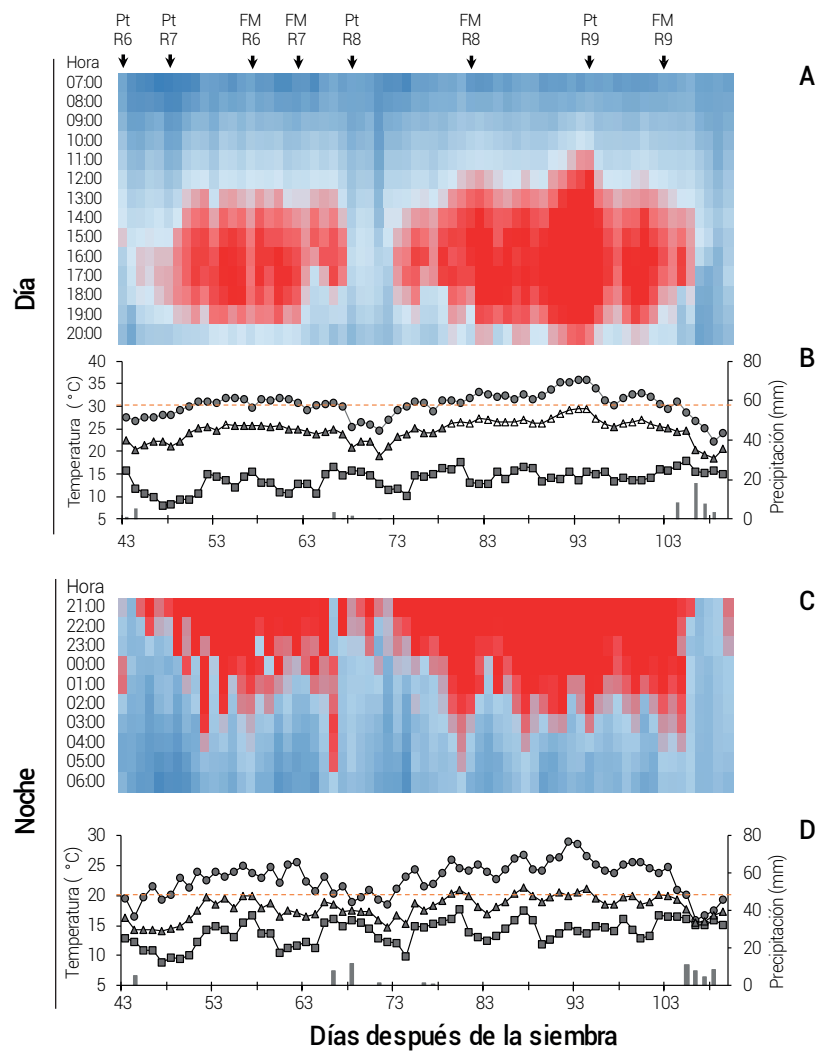 Pt FM FM Pt FM Pt FM
R6 R7 R6 R7 R8 R8 R9 R9
Hora
A
07:00
08:00
09:00
10:00
11:00
12:00
13:00
14:00
15:00
16:00
17:00
18:00
19:00
20:00
Día
B
Temperatura ( °C)
40
35
30
25
20
15
10
5
80
60
40
20
0
Precipitación (mm)
43 53 63 73 83 93 103
Hora
C
21:00
22:00
23:00
00:00
01:00
02:00
03:00
04:00
05:00
06:00
Noche
D
Temperatura ( °C)
30
25
20
15
10
5
80
60
40
20
0
Precipitación (mm)
43 53 63 73 83 93 103
Días después de la siembra